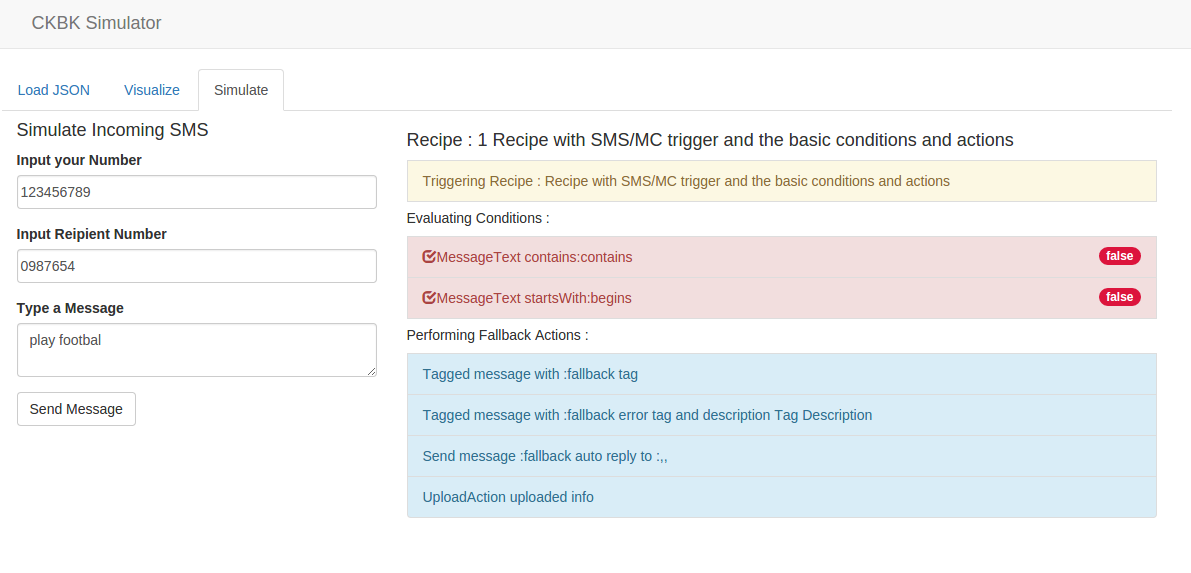 CKBK Simulator
Load JSON
Visualize
Simulate
Simulate Incoming SMS
Input your Number
123456789
Input Reipient Number
0987654
Type a Message
play footbal
Send Message
Recipe : 1 Recipe with SMS/MC trigger and the basic conditions and actions
Triggering Recipe : Recipe with SMS/MC trigger and the basic conditions and actions
Evaluating Conditions :
MessageText contains:contains false
MessageText startsWith:begins false
Performing Fallback Actions :
Tagged message with :fallback tag
Tagged message with :fallback error tag and description Tag Description
Send message :fallback auto reply to :,,
UploadAction uploaded info